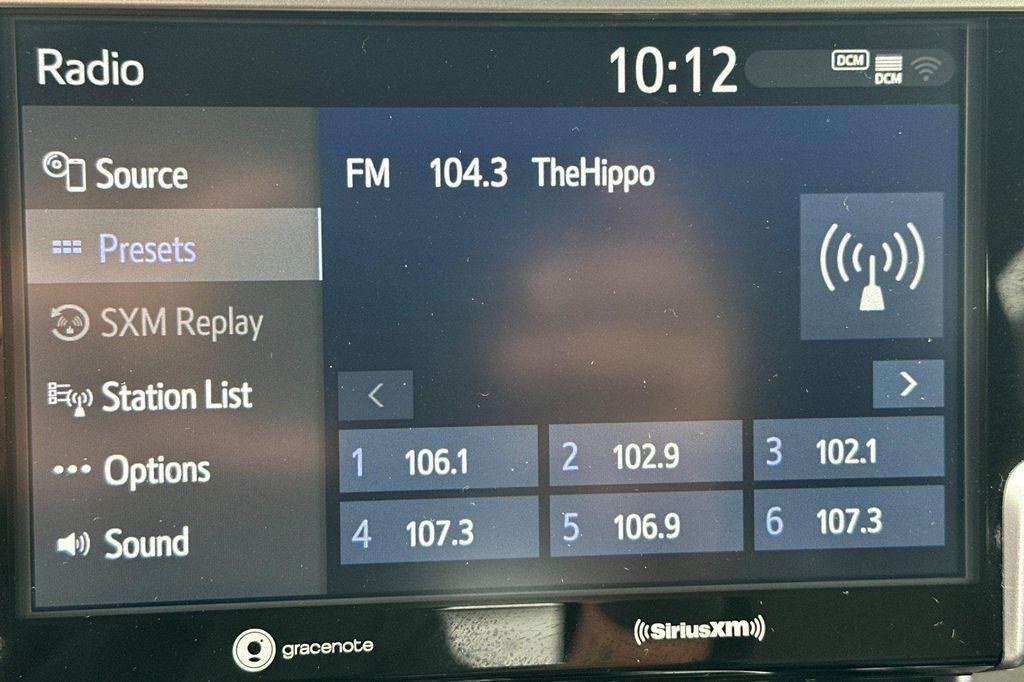 Radio 10:12 DCM DCM
Source
Presets
SXM Replay
Station List
Options
Sound
FM 104.3 TheHippo
< >
1 106.1 2 102.9 3 102.1
4 107.3 5 106.9 6 107.3
gracenote SiriusXM